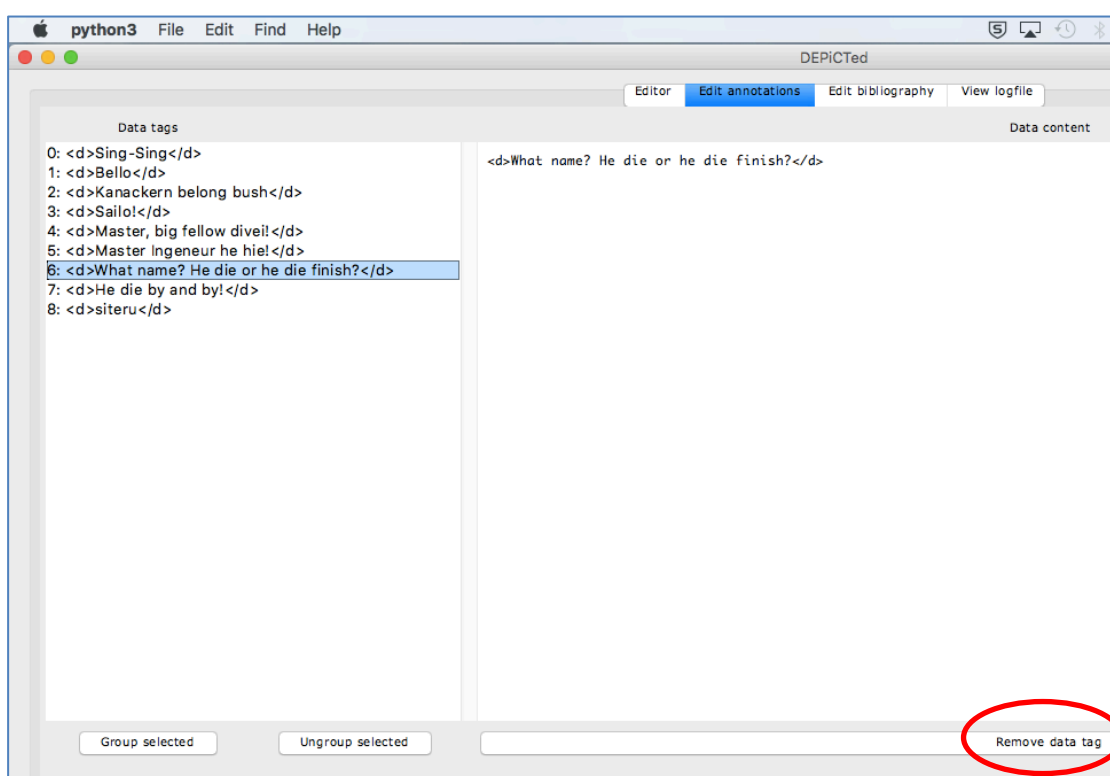 python3 File Edit Find Help
DEPiCTed
Editor Edit annotations Edit bibliography View logfile
Data tags Data content
0: <d>Sing-Sing</d>
1: <d>Bello</d>
2: <d>Kanackern belong bush</d>
3: <d>Sailo!</d>
4: <d>Master, big fellow divei!</d>
5: <d>Master Ingeneur he hie!</d>
6: <d>What name? He die or he die finish?</d>
7: <d>He die by and by!</d>
8: <d>siteru</d>
<d>What name? He die or he die finish?</d>
Group selected Ungroup selected Remove data tag